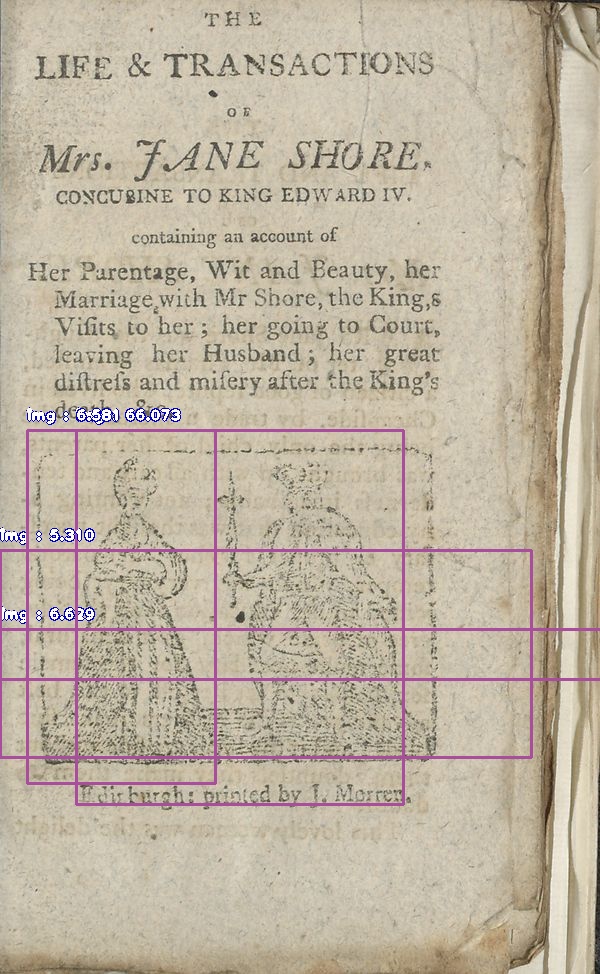 THE
LIFE & TRANSACTIONS
OF
Mrs. JANE SHORE.
CONCUBINE TO KING EDWARD IV.
containing an account of
Her Parentage, Wit and Beauty, her
Marriage with Mr Shore, the King,s
Viſits to her ; her going to Court,
leaving her Husband ; her great
diſtreſs and miſery after the King's
death, &c.
img : 6.581
66.073
img : 5.310
img : 6.629
Edinburgh: printed by J. Morren.